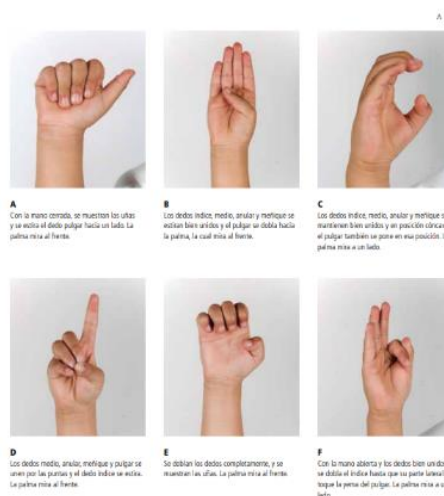 A
A
Con la mano cerrada, se muestran las uñas
y se estira el dedo pulgar hacia un lado. La
palma mira al frente.
B
Los dedos índice, medio, anular y meñique se
estiran bien unidos y el pulgar se dobla hacia
la palma, la cual mira al frente.
C
Los dedos índice, medio, anular y meñique se
mantienen bien unidos y en posición cóncava
el pulgar también se pone en esa posición.
palma mira a un lado.
D
Los dedos medio, anular, meñique y pulgar se
unen por las puntas y el dedo índice se estira.
La palma mira al frente.
E
Se doblan los dedos completamente, y se
muestran las uñas. La palma mira al frente.
F
Con la mano abierta y los dedos bien unidos
se dobla el índice hasta que su parte lateral
toque la yema del pulgar. La palma mira a u
lado.